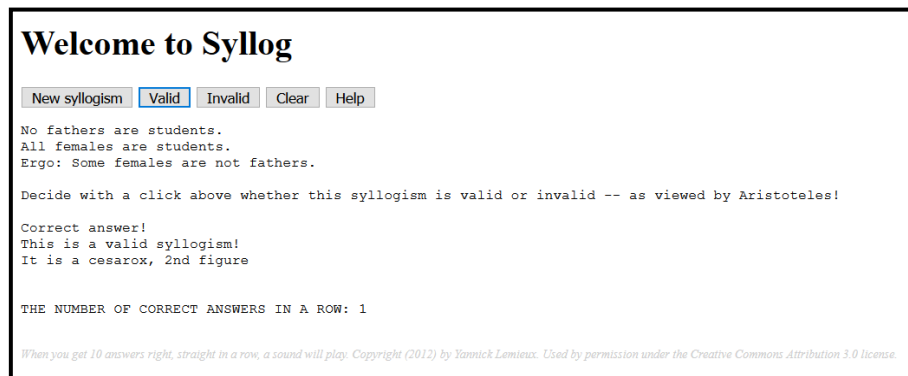 Welcome to Syllog
New syllogism Valid Invalid Clear Help
No fathers are students.
All females are students.
Ergo: Some females are not fathers.
Decide with a click above whether this syllogism is valid or invalid -- as viewed by Aristoteles!
Correct answer!
This is a valid syllogism!
It is a cesarox, 2nd figure
THE NUMBER OF CORRECT ANSWERS IN A ROW: 1
When you get 10 answers right, straight in a row, a sound will play. Copyright (2012) by Yannick Lemieux. Used by permission under the Creative Commons Attribution 3.0 license.